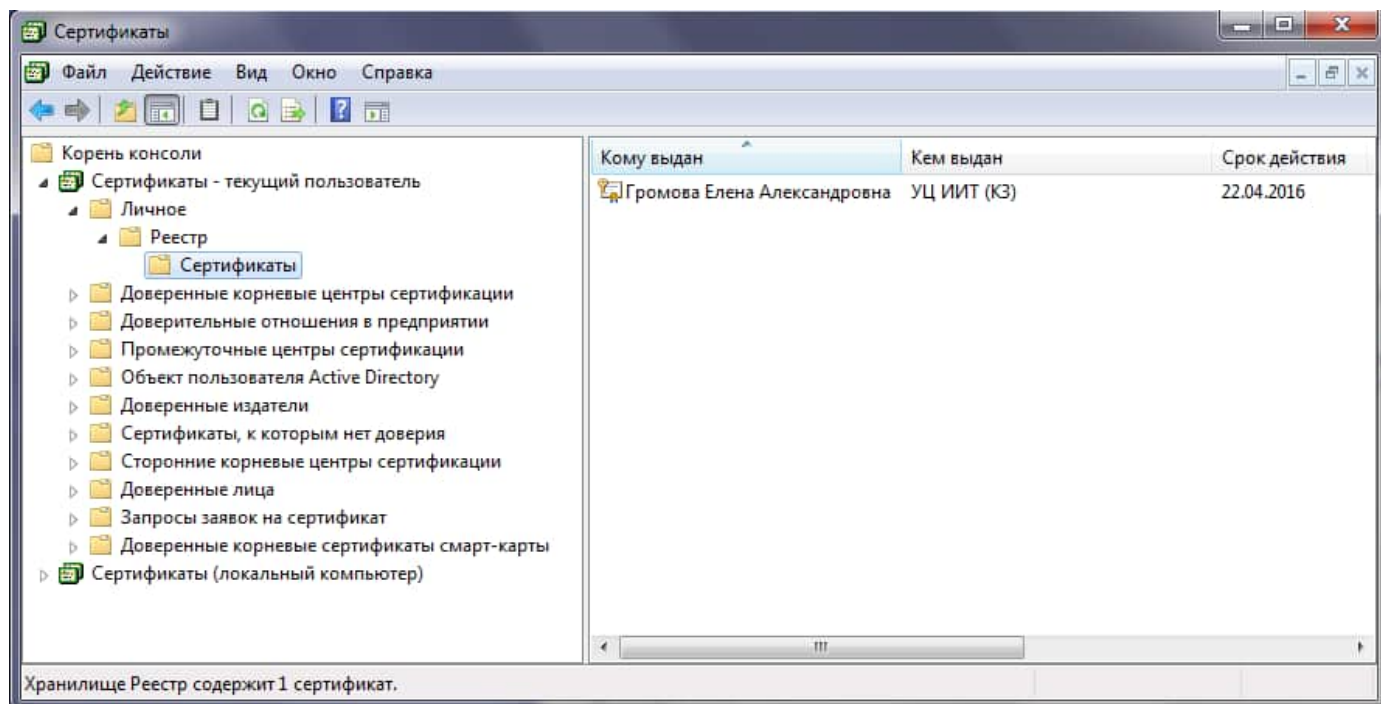 Сертификаты
Файл Действие Вид Окно Справка
Корень консоли
Сертификаты - текущий пользователь
Личное
Реестр
Сертификаты
Доверенные корневые центры сертификации
Доверительные отношения в предприятии
Промежуточные центры сертификации
Объект пользователя Active Directory
Доверенные издатели
Сертификаты, к которым нет доверия
Сторонние корневые центры сертификации
Доверенные лица
Запросы заявок на сертификат
Доверенные корневые сертификаты смарт-карты
Сертификаты (локальный компьютер)
Кому выдан Кем выдан Срок действия
Громова Елена Александровна УЦ ИИТ (К3) 22.04.2016
Хранилище Реестр содержит 1 сертификат.